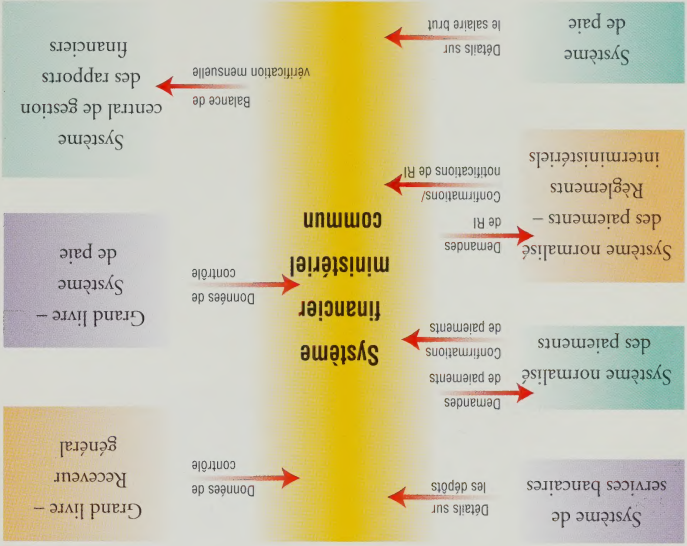 Système de
services bancaires
Détails sur
les dépôts
Données de
contrôle
Grand livre –
Receveur
général
Système normalisé
des paiements
Demandes
de paiements
Confirmations
de paiements
Système
financier
ministériel
commun
Données de
contrôle
Grand livre –
Système
de paie
Système normalisé
des paiements –
Règlements
interministériels
Demandes
de RI
Confirmations/
notifications de RI
Balance de
vérification mensuelle
Système
central de gestion
des rapports
financiers
Système
de paie
Détails sur
le salaire brut